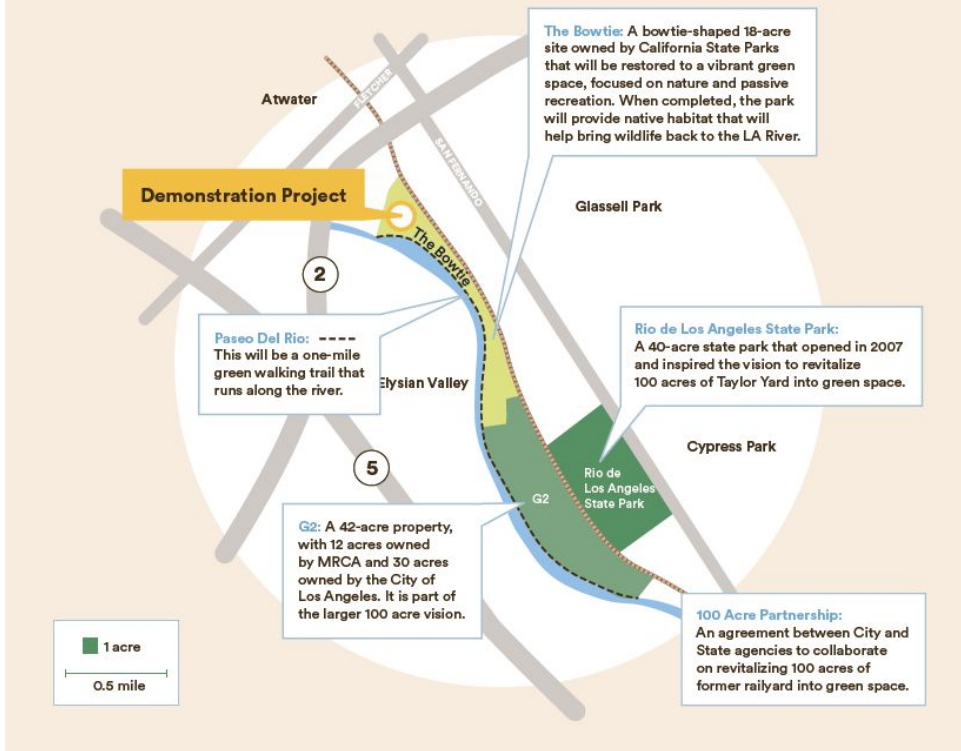 The Bowtie: A bowtie-shaped 18-acre
site owned by California State Parks
that will be restored to a vibrant green
space, focused on nature and passive
recreation. When completed, the park
will provide native habitat that will
help bring wildlife back to the LA River.
Atwater
FLETCHER
SAN FERNANDO
Demonstration Project
Glassell Park
The Bowtie
2
Paseo Del Rio:
This will be a one-mile
green walking trail that
runs along the river.
Elysian Valley
Rio de Los Angeles State Park:
A 40-acre state park that opened in 2007
and inspired the vision to revitalize
100 acres of Taylor Yard into green space.
Cypress Park
5
Rio de
Los Angeles
State Park
G2
G2: A 42-acre property,
with 12 acres owned
by MRCA and 30 acres
owned by the City of
Los Angeles. It is part of
the larger 100 acre vision.
100 Acre Partnership:
An agreement between City and
State agencies to collaborate
on revitalizing 100 acres of
former railyard into green space.
1 acre
0.5 mile